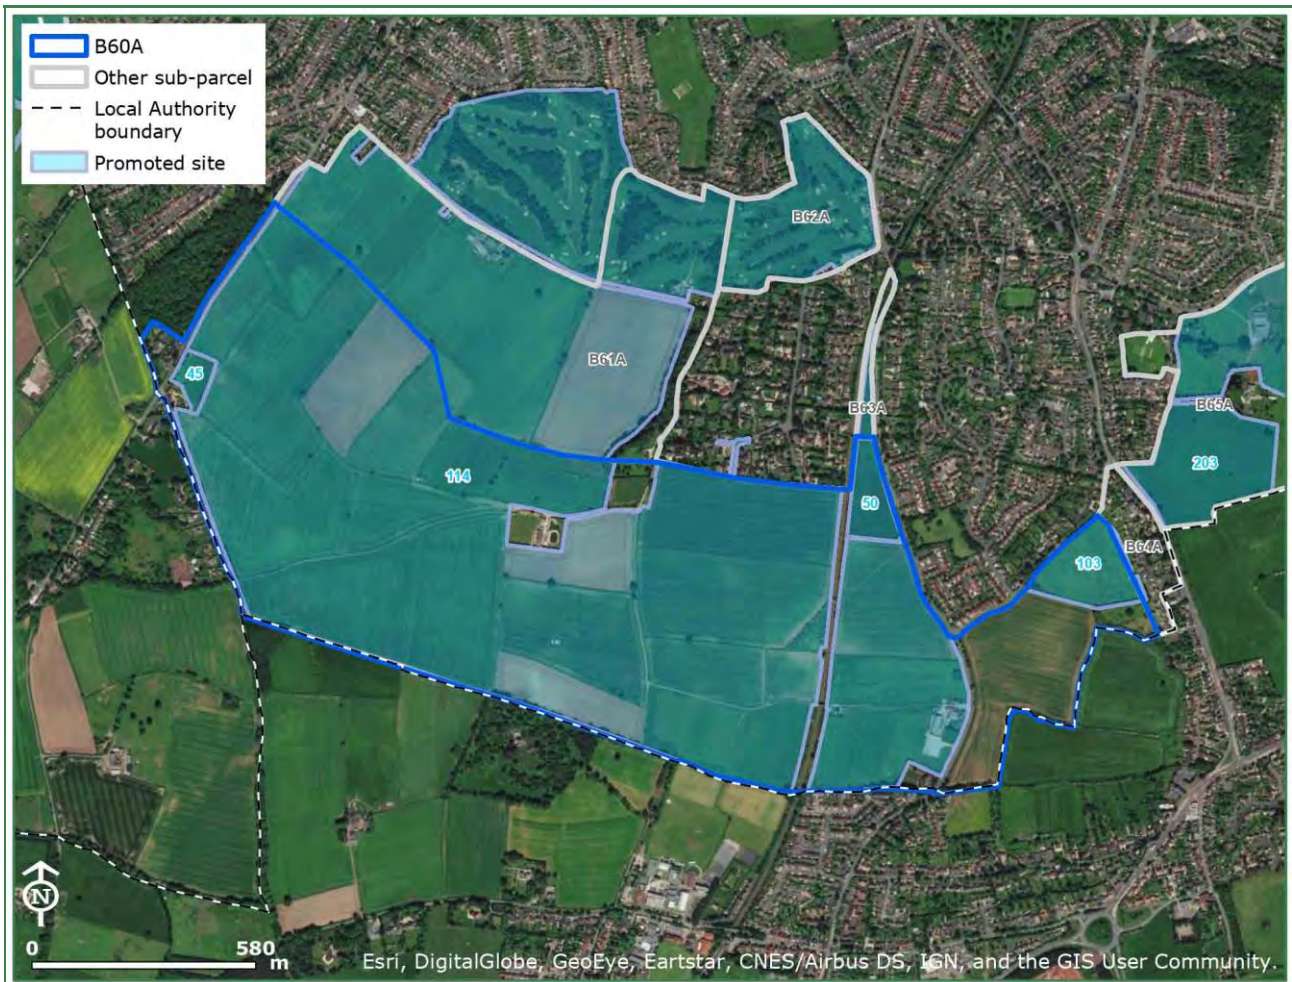 B60A
Other sub-parcel
Local Authority
boundary
Promoted site
B62A
B61A
45
B63A
B65A
203
114
50
B64A
103
N
0
580
m
Esri, DigitalGlobe, GeoEye, Eartstar, CNES/Airbus DS, IGN, and the GIS User Community.